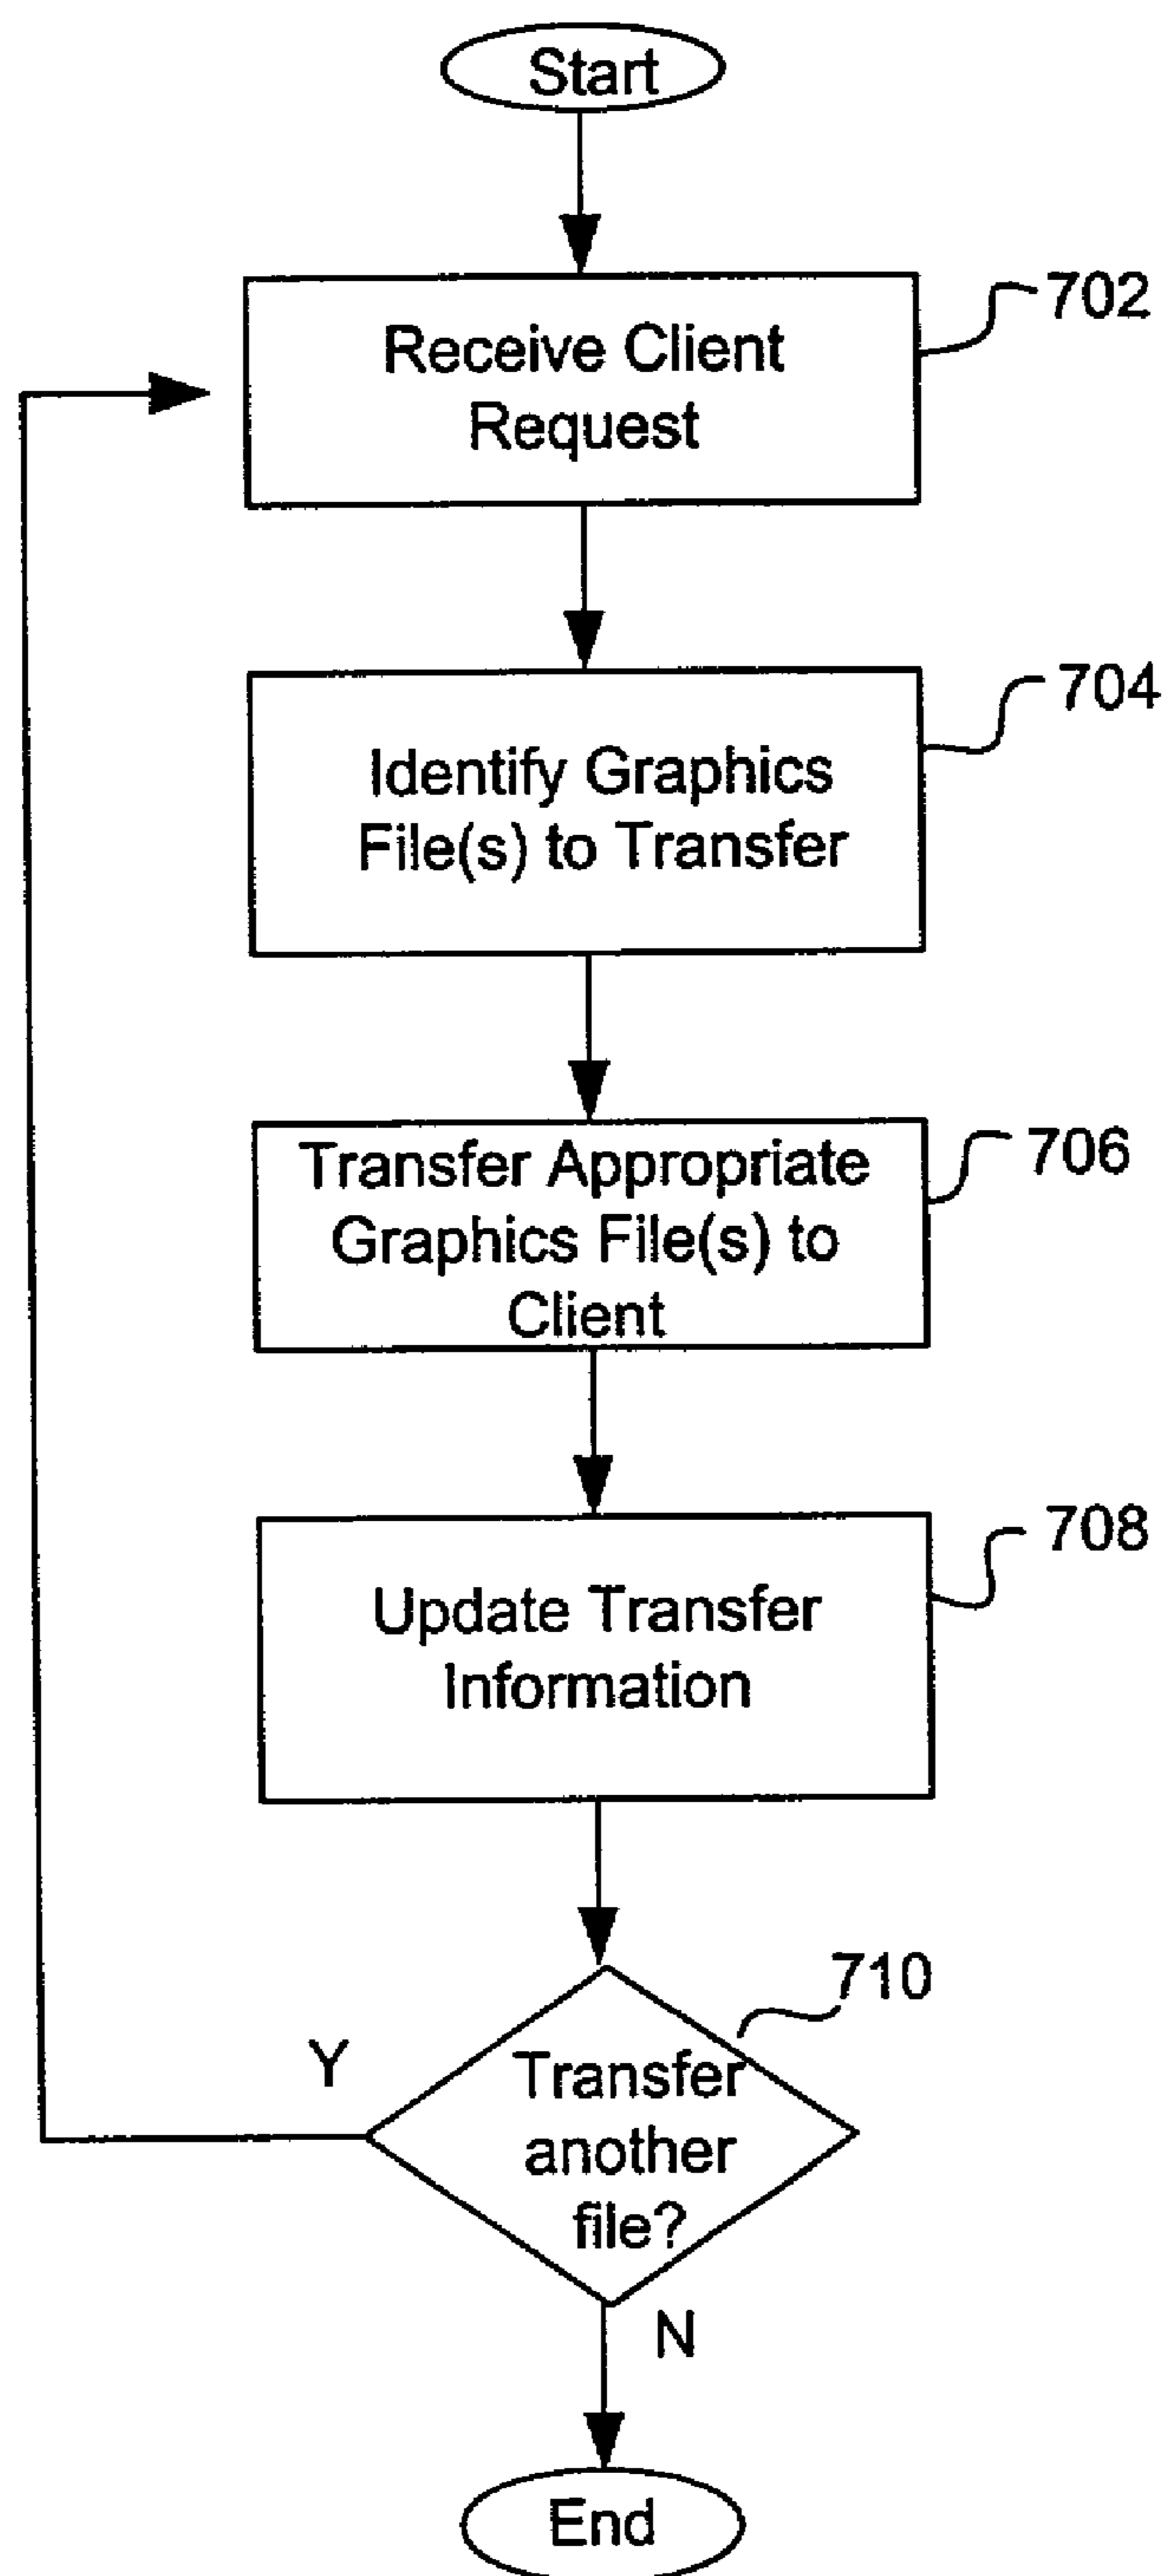 Start
702
Receive Client
Request
704
Identify Graphics
File(s) to Transfer
706
Transfer Appropriate
Graphics File(s) to
Client
708
Update Transfer
Information
710
Y
Transfer
another
file?
N
End